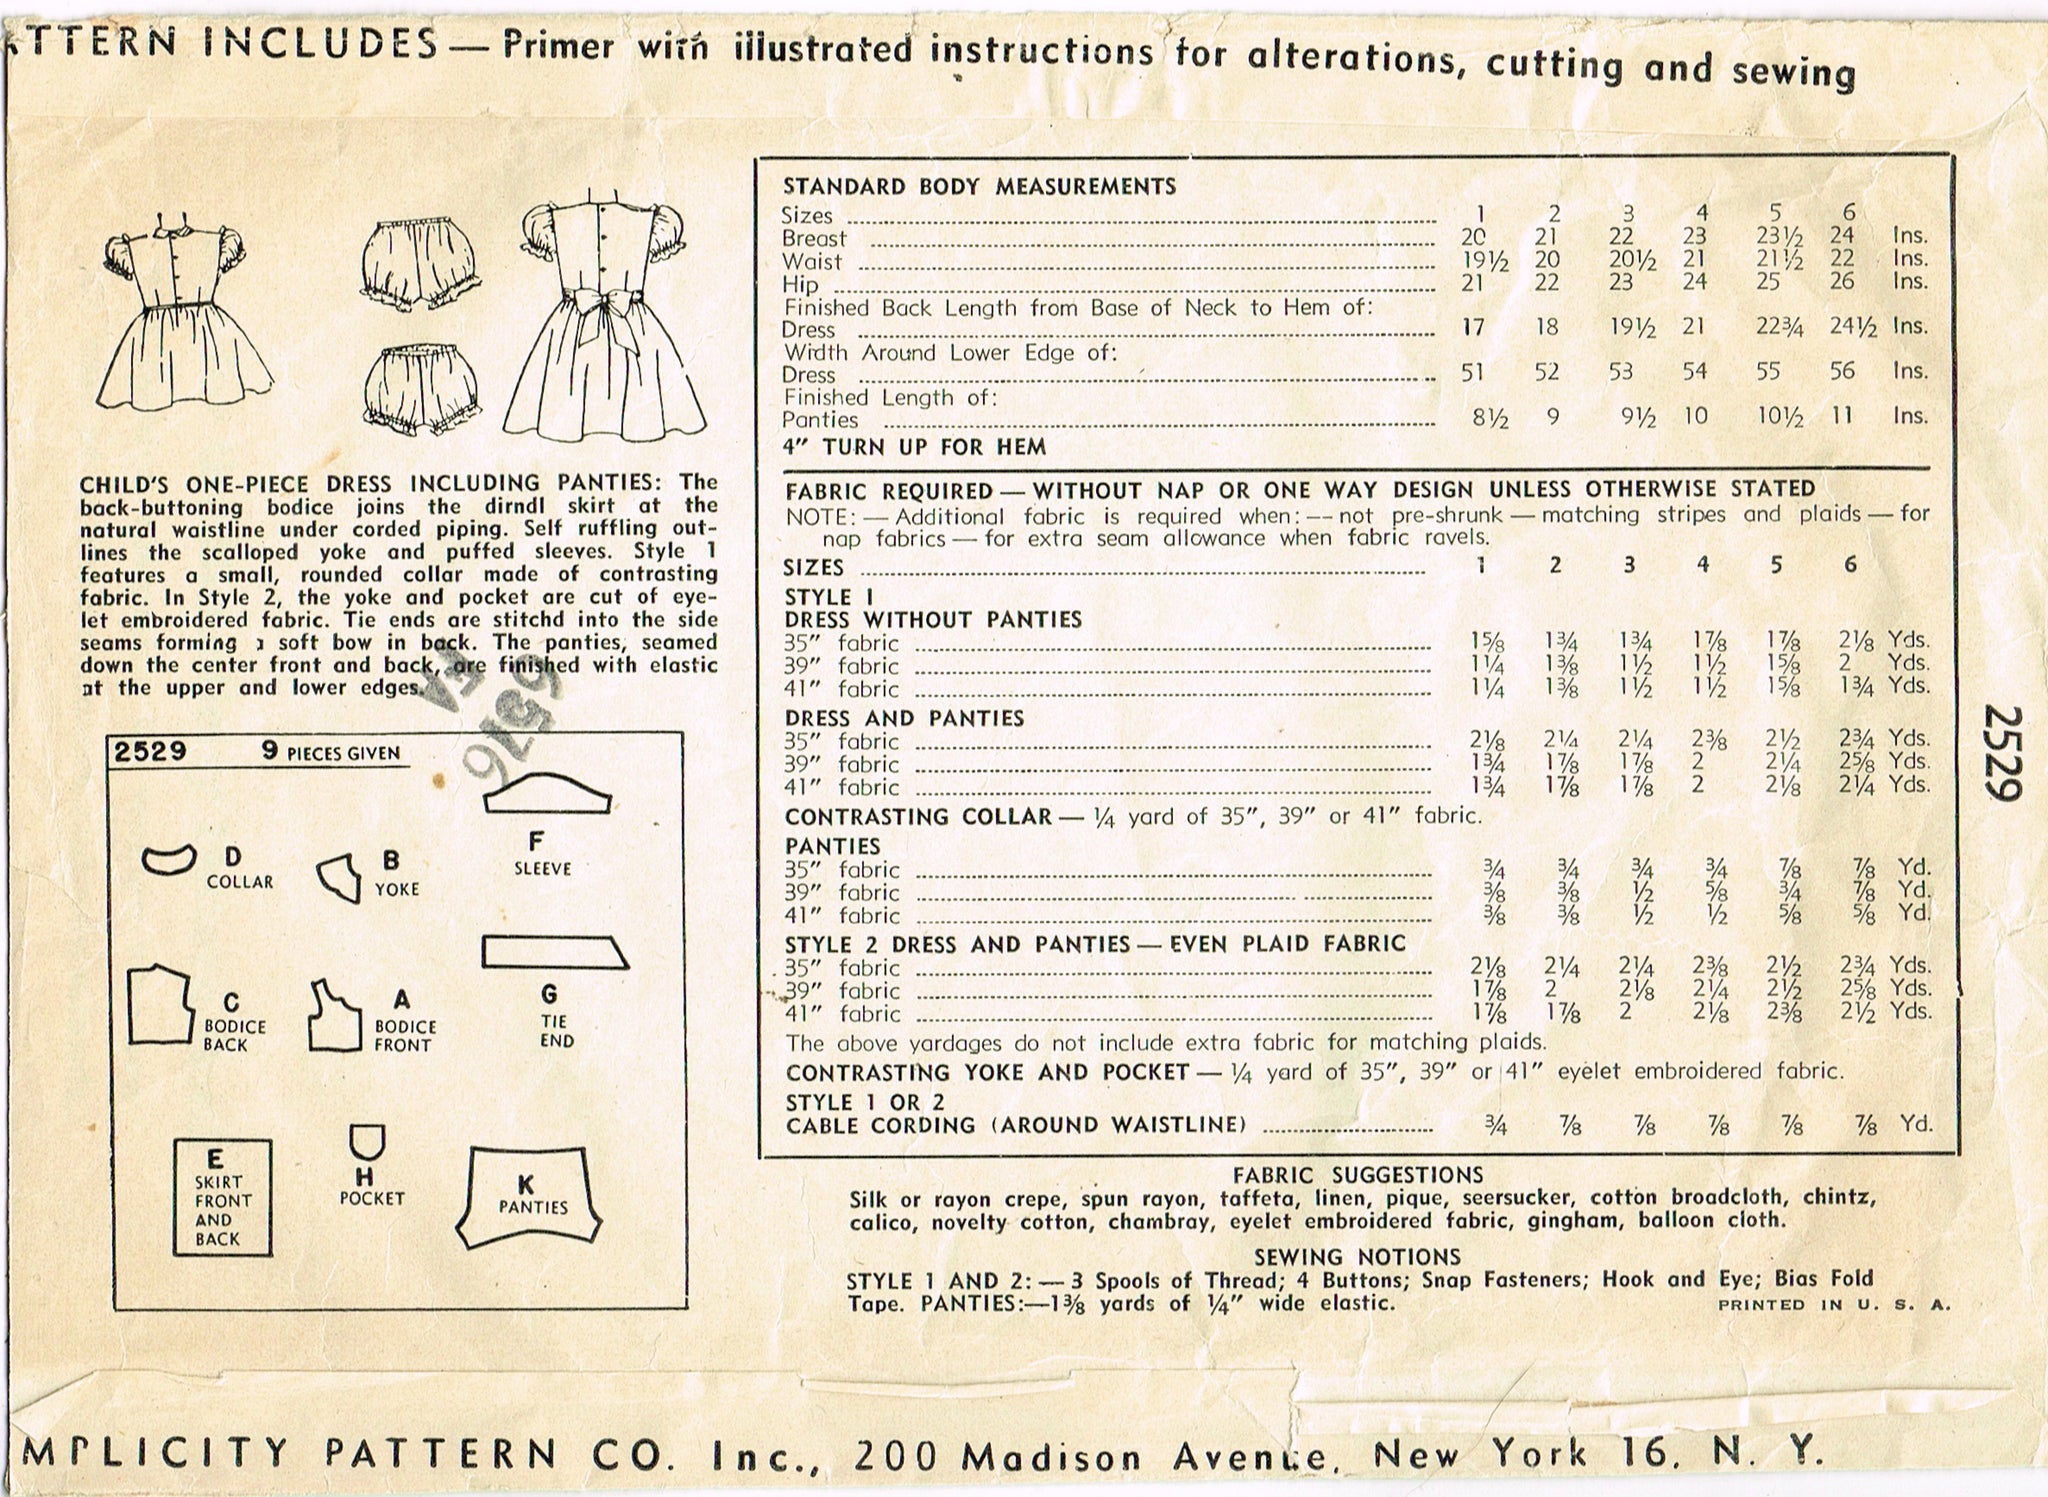 TTERN INCLUDES — Primer with illustrated instructions for alterations, cutting and sewing
CHILD'S ONE-PIECE DRESS INCLUDING PANTIES: The
back-buttoning bodice joins the dirndl skirt at the
natural waistline under corded piping. Self ruffling out-
lines the scalloped yoke and puffed sleeves. Style 1
features a small, rounded collar made of contrasting
fabric. In Style 2, the yoke and pocket are cut of eye-
let embroidered fabric. Tie ends are stitchd into the side
seams forming a soft bow in back. The panties, seamed
down the center front and back, are finished with elastic
at the upper and lower edges.
2529 9 PIECES GIVEN
D
COLLAR
B
YOKE
F
SLEEVE
C
BODICE
BACK
A
BODICE
FRONT
G
TIE
END
E
SKIRT
FRONT
AND
BACK
H
POCKET
K
PANTIES
STANDARD BODY MEASUREMENTS
Sizes 1 2 3 4 5 6
Breast 20 21 22 23 23½ 24 Ins.
Waist 19½ 20 20½ 21 21½ 22 Ins.
Hip 21 22 23 24 25 26 Ins.
Finished Back Length from Base of Neck to Hem of:
Dress 17 18 19½ 21 22¾ 24½ Ins.
Width Around Lower Edge of:
Dress 51 52 53 54 55 56 Ins.
Finished Length of:
Panties 8½ 9 9½ 10 10½ 11 Ins.
4" TURN UP FOR HEM
FABRIC REQUIRED — WITHOUT NAP OR ONE WAY DESIGN UNLESS OTHERWISE STATED
NOTE: — Additional fabric is required when: — not pre-shrunk — matching stripes and plaids — for
nap fabrics — for extra seam allowance when fabric ravels.
SIZES 1 2 3 4 5 6
STYLE 1
DRESS WITHOUT PANTIES
35" fabric 1⅝ 1¾ 1¾ 1⅞ 1⅞ 2⅛ Yds.
39" fabric 1¼ 1⅜ 1½ 1½ 1⅝ 2 Yds.
41" fabric 1¼ 1⅜ 1½ 1½ 1⅝ 1¾ Yds.
DRESS AND PANTIES
35" fabric 2⅛ 2¼ 2¼ 2⅜ 2½ 2¾ Yds.
39" fabric 1¾ 1⅞ 1⅞ 2 2¼ 2⅝ Yds.
41" fabric 1¾ 1⅞ 1⅞ 2 2⅛ 2¼ Yds.
CONTRASTING COLLAR — ¼ yard of 35", 39" or 41" fabric.
PANTIES
35" fabric ¾ ¾ ¾ ¾ ⅞ ⅞ Yd.
39" fabric ⅜ ⅜ ½ ⅝ ¾ ⅞ Yd.
41" fabric ⅜ ⅜ ½ ½ ⅝ ⅝ Yd.
STYLE 2 DRESS AND PANTIES — EVEN PLAID FABRIC
35" fabric 2⅛ 2¼ 2¼ 2⅜ 2½ 2¾ Yds.
39" fabric 1⅞ 2 2⅛ 2¼ 2½ 2⅝ Yds.
41" fabric 1⅞ 1⅞ 2 2⅛ 2⅜ 2½ Yds.
The above yardages do not include extra fabric for matching plaids.
CONTRASTING YOKE AND POCKET — ¼ yard of 35", 39" or 41" eyelet embroidered fabric.
STYLE 1 OR 2
CABLE CORDING (AROUND WAISTLINE) ¾ ⅞ ⅞ ⅞ ⅞ ⅞ Yd.
FABRIC SUGGESTIONS
Silk or rayon crepe, spun rayon, taffeta, linen, pique, seersucker, cotton broadcloth, chintz,
calico, novelty cotton, chambray, eyelet embroidered fabric, gingham, balloon cloth.
SEWING NOTIONS
STYLE 1 AND 2: — 3 Spools of Thread; 4 Buttons; Snap Fasteners; Hook and Eye; Bias Fold
Tape. PANTIES:—1⅜ yards of ¼" wide elastic.
PRINTED IN U. S. A.
2529
MPLICITY PATTERN CO. Inc., 200 Madison Avenue, New York 16, N. Y.